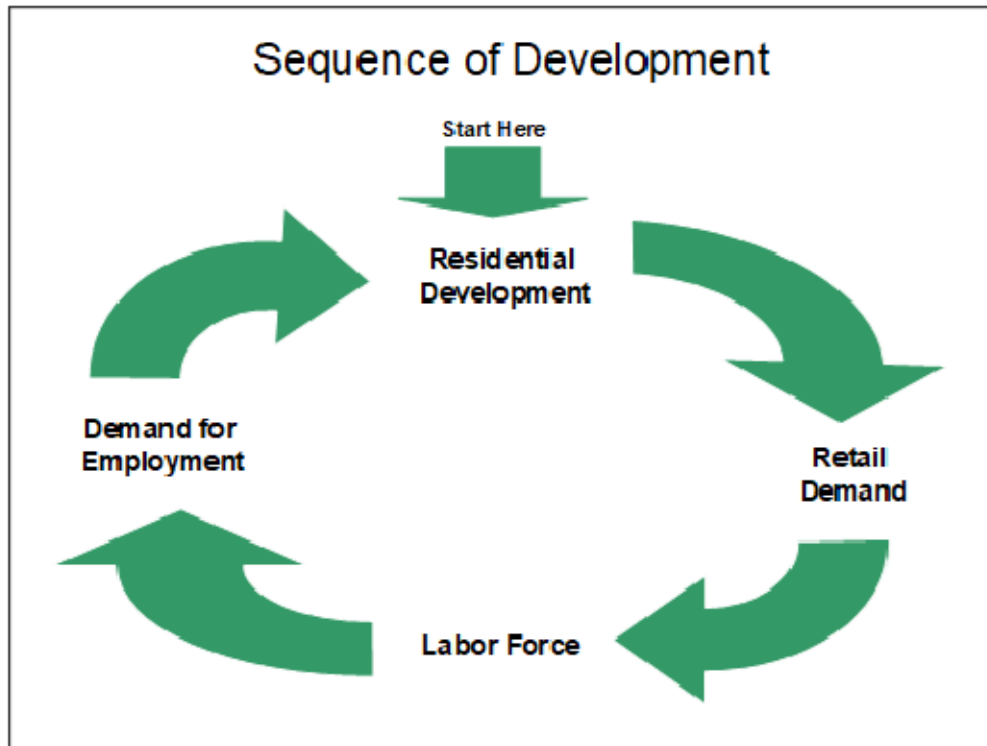 Sequence of Development
Start Here
Residential
Development
Retail
Demand
Labor Force
Demand for
Employment